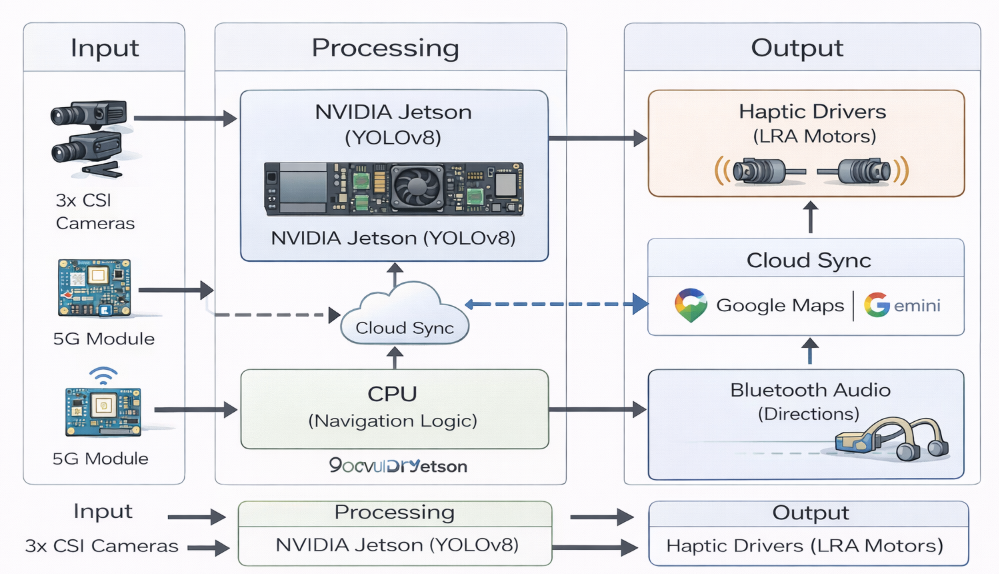 Input
Processing
Output
3x CSI
Cameras
5G Module
5G Module
NVIDIA Jetson
(YOLOv8)
NVIDIA Jetson (YOLOv8)
Cloud Sync
CPU
(Navigation Logic)
Haptic Drivers
(LRA Motors)
Cloud Sync
Google Maps | Gemini
Bluetooth Audio
(Directions)
Input
Processing
Output
3x CSI Cameras
NVIDIA Jetson (YOLOv8)
Haptic Drivers (LRA Motors)